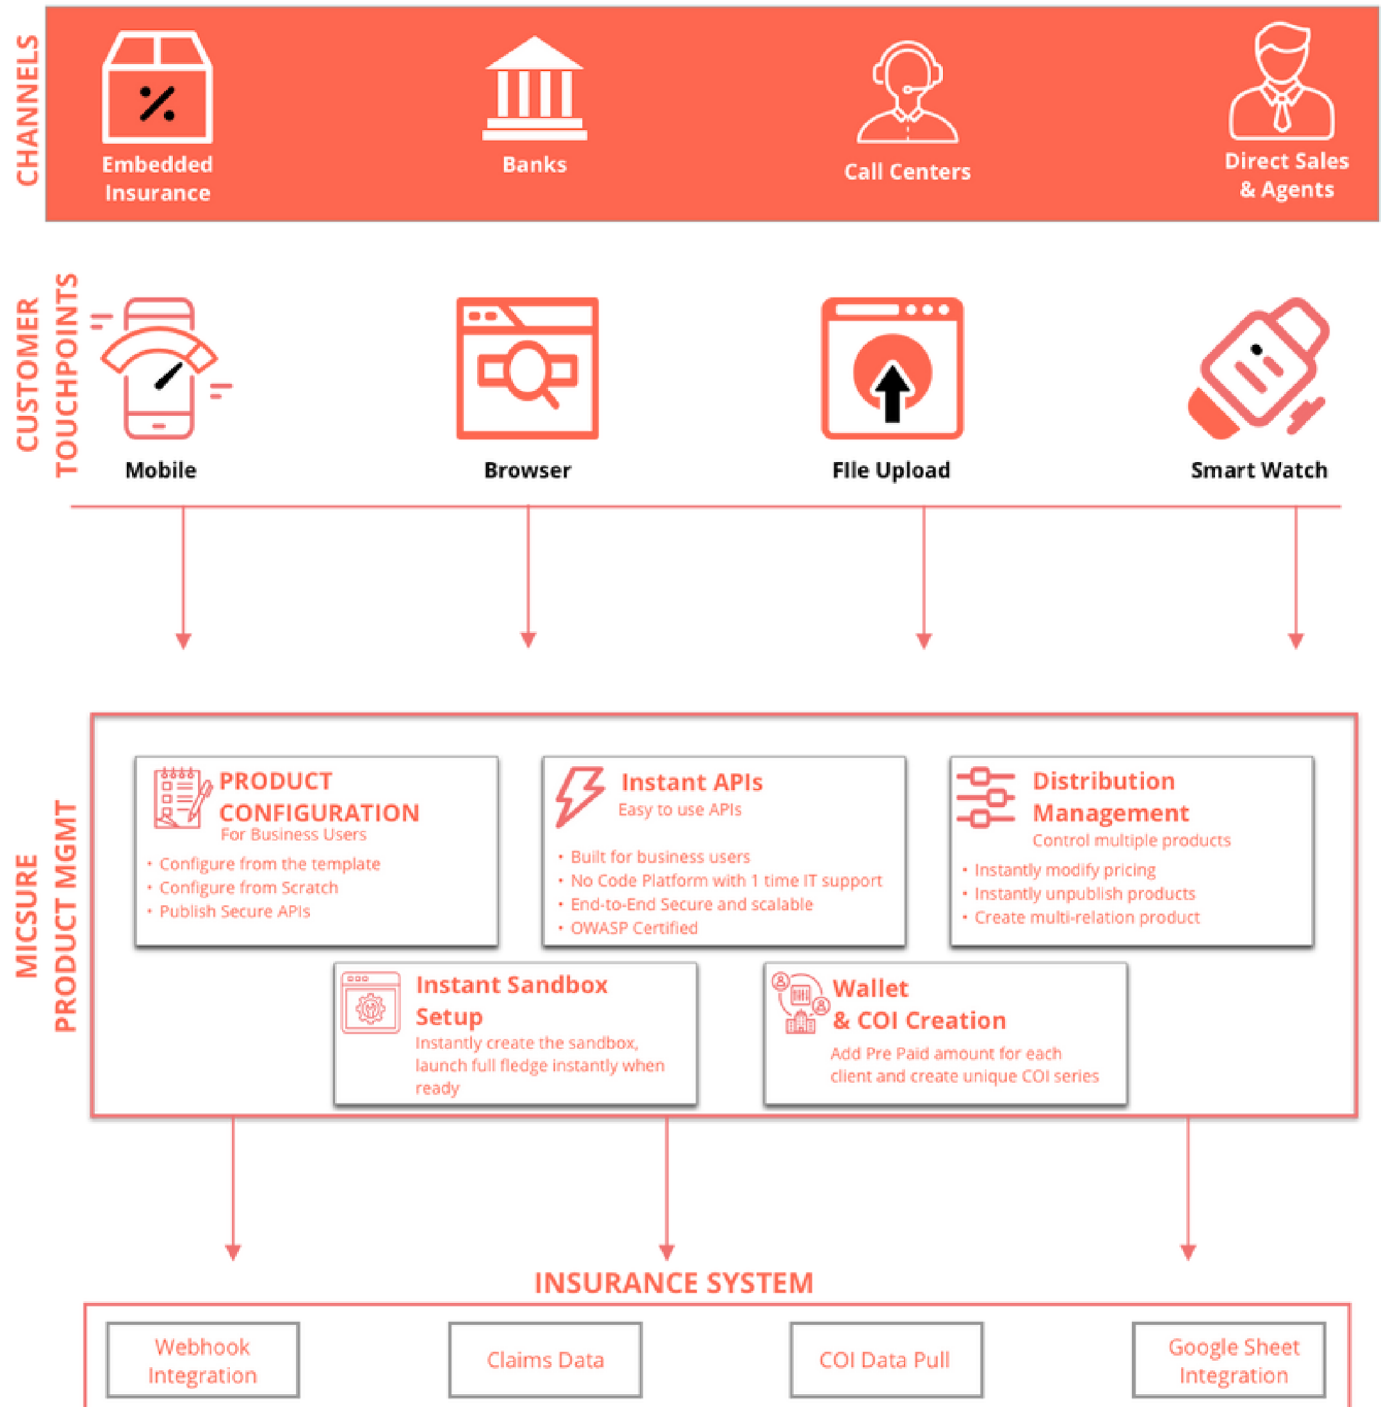 CHANNELS
Embedded
Insurance
Banks
Call Centers
Direct Sales
& Agents
CUSTOMER
TOUCHPOINTS
Mobile
Browser
FIle Upload
Smart Watch
MICSURE
PRODUCT MGMT
PRODUCT
CONFIGURATION
For Business Users
• Configure from the template
• Configure from Scratch
• Publish Secure APIs
Instant APIs
Easy to use APIs
• Built for business users
• No Code Platform with 1 time IT support
• End-to-End Secure and scalable
• OWASP Certified
Distribution
Management
Control multiple products
• Instantly modify pricing
• Instantly unpublish products
• Create multi-relation product
Instant Sandbox
Setup
Instantly create the sandbox,
launch full fledge instantly when
ready
Wallet
& COI Creation
Add Pre Paid amount for each
client and create unique COI series
INSURANCE SYSTEM
Webhook
Integration
Claims Data
COI Data Pull
Google Sheet
Integration